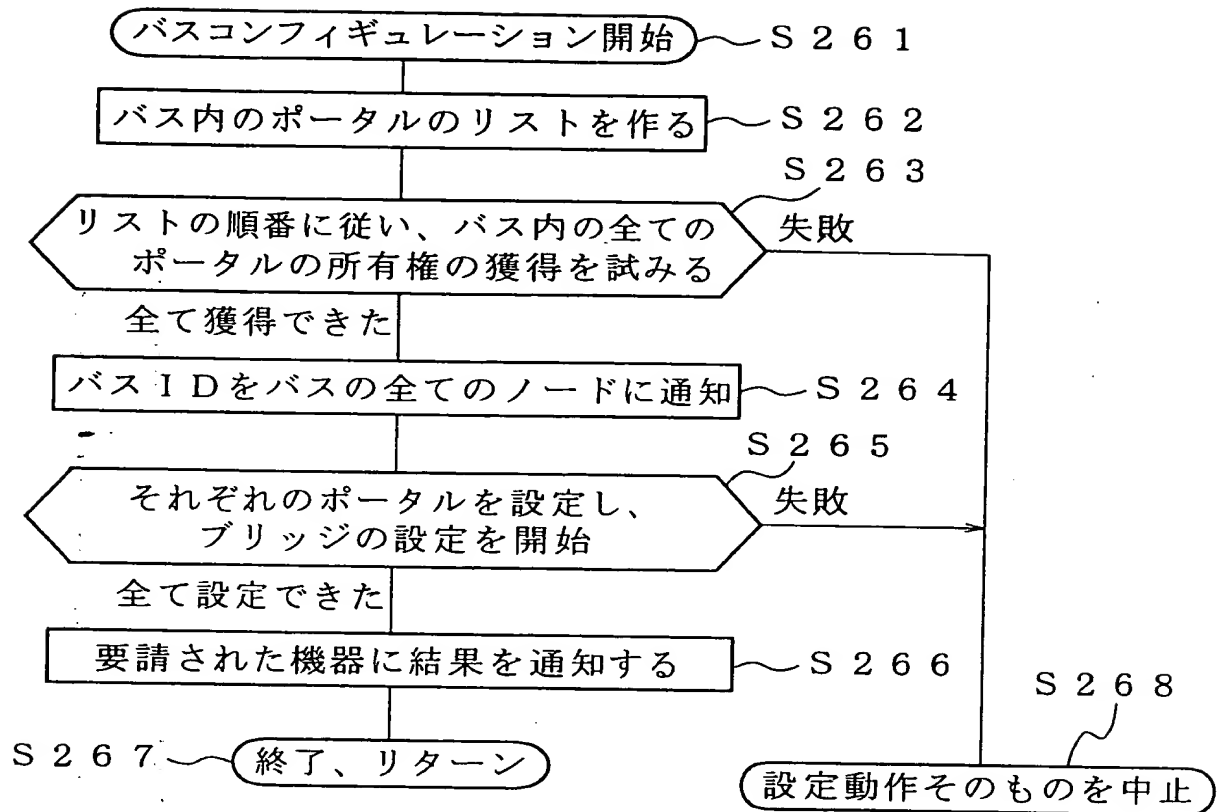 バスコンフィギュレーション開始
S261
バス内のポータルのリストを作る
S262
S263
リストの順番に従い、バス内の全ての
ポータルの所有権の獲得を試みる
失敗
全て獲得できた
バスIDをバスの全てのノードに通知
S264
S265
それぞれのポータルを設定し、
ブリッジの設定を開始
失敗
全て設定できた
要請された機器に結果を通知する
S266
S268
S267
終了、リターン
設定動作そのものを中止